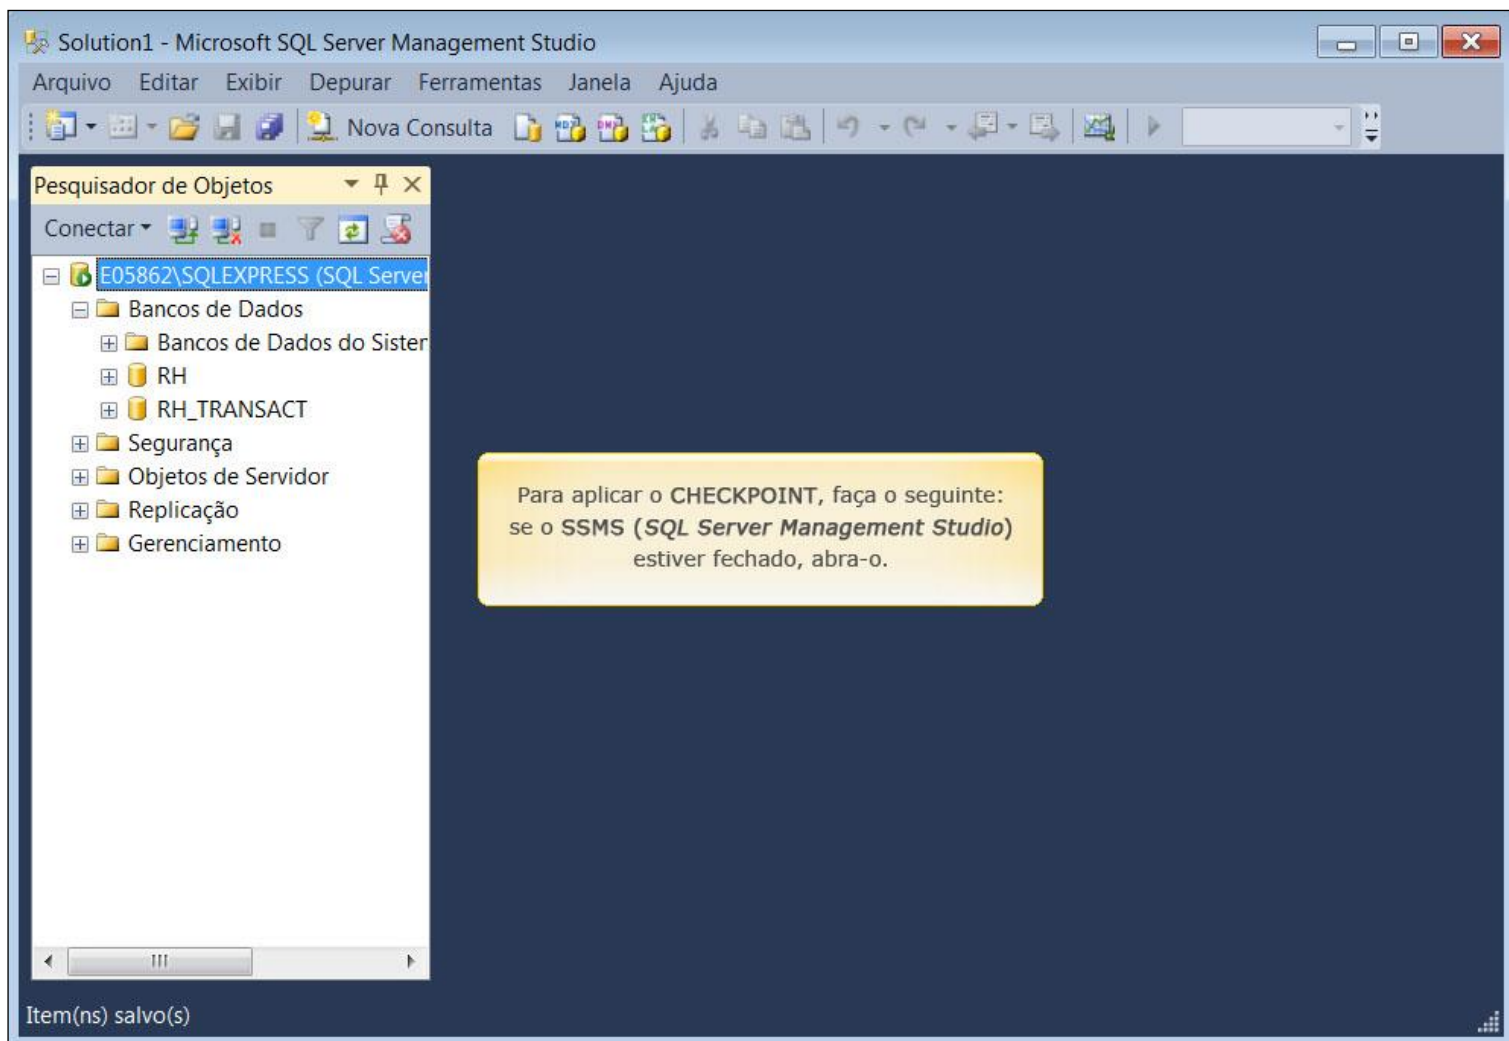 Solution1 - Microsoft SQL Server Management Studio
Arquivo Editar Exibir Depurar Ferramentas Janela Ajuda
Nova Consulta
Pesquisador de Objetos
Conectar
E05862\SQLEXPRESS (SQL Server
Bancos de Dados
Bancos de Dados do Sister
RH
RH_TRANSACT
Segurança
Objetos de Servidor
Replicação
Gerenciamento
Para aplicar o CHECKPOINT, faça o seguinte:
se o SSMS (SQL Server Management Studio)
estiver fechado, abra-o.
Item(ns) salvo(s)